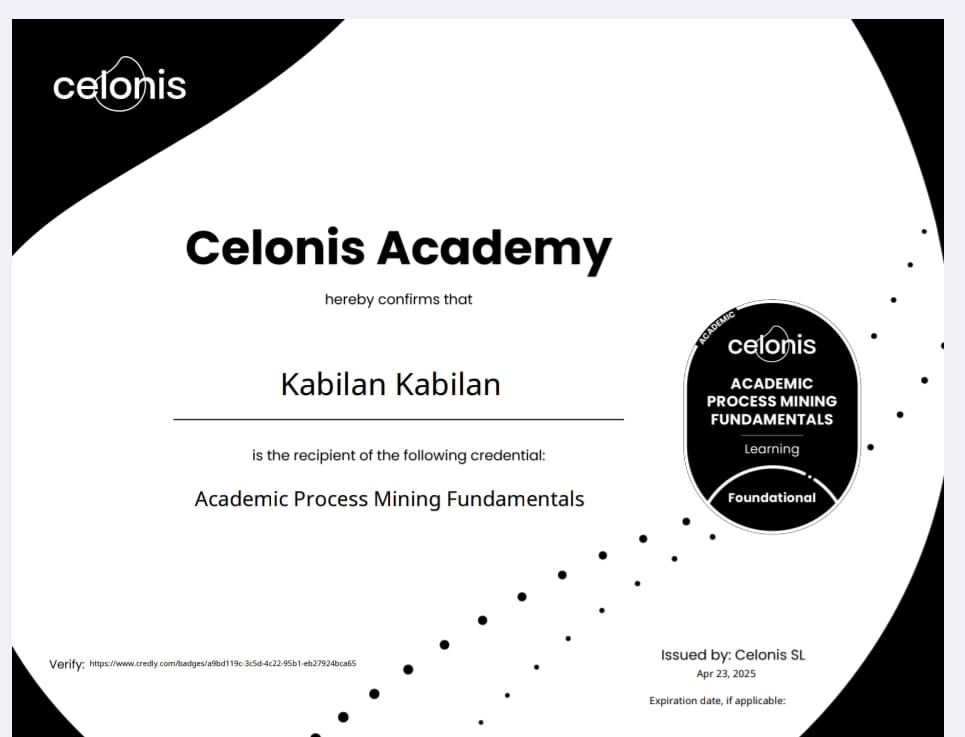 celonis
Celonis Academy
hereby confirms that
Kabilan Kabilan
is the recipient of the following credential:
Academic Process Mining Fundamentals
ACADEMIC
celonis
ACADEMIC
PROCESS MINING
FUNDAMENTALS
Learning
Foundational
Verify: https://www.credly.com/badges/a9bd119c-3c5d-4c22-95b1-eb27924bca65
Issued by: Celonis SL
Apr 23, 2025
Expiration date, if applicable: